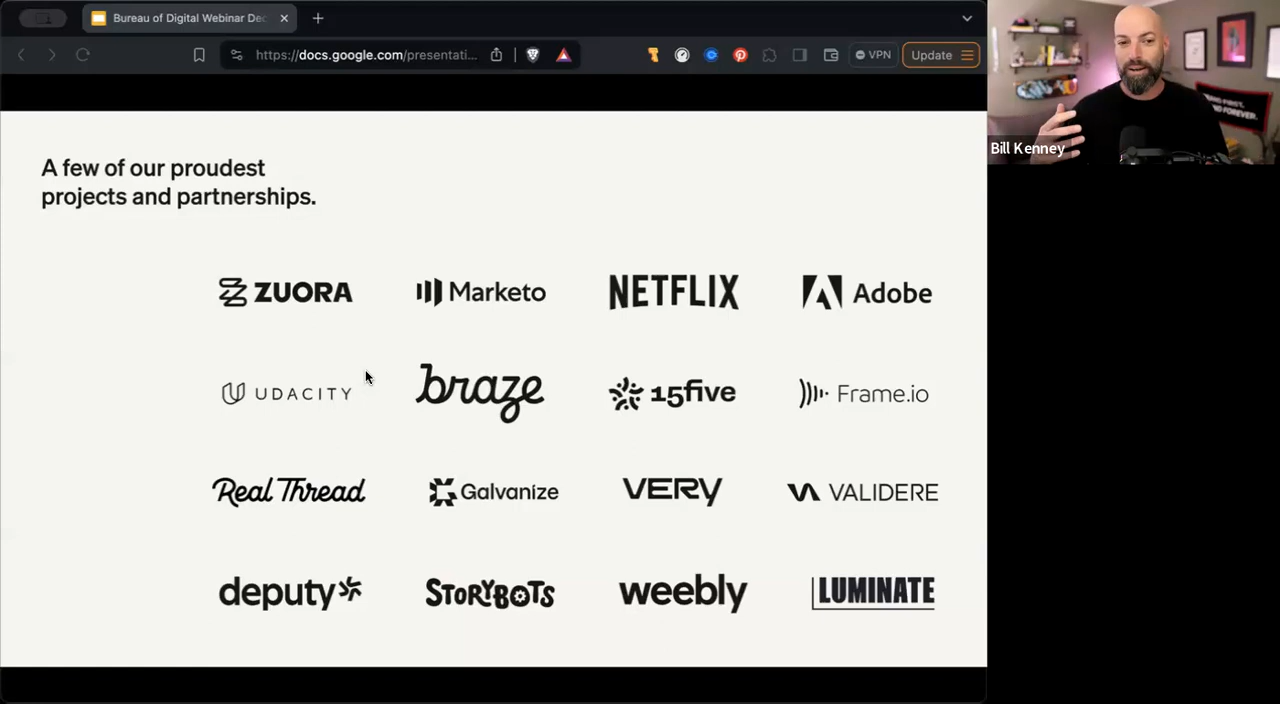 Bureau of Digital Webinar Dec
https://docs.google.com/presentati...
VPN
Update
A few of our proudest
projects and partnerships.
ZUORA
Marketo
NETFLIX
Adobe
UDACITY
braze
15five
Frame.io
Real Thread
Galvanize
VERY
VALIDERE
deputy
STORYBOTS
weebly
LUMINATE
Bill Kenney
FOREVER.